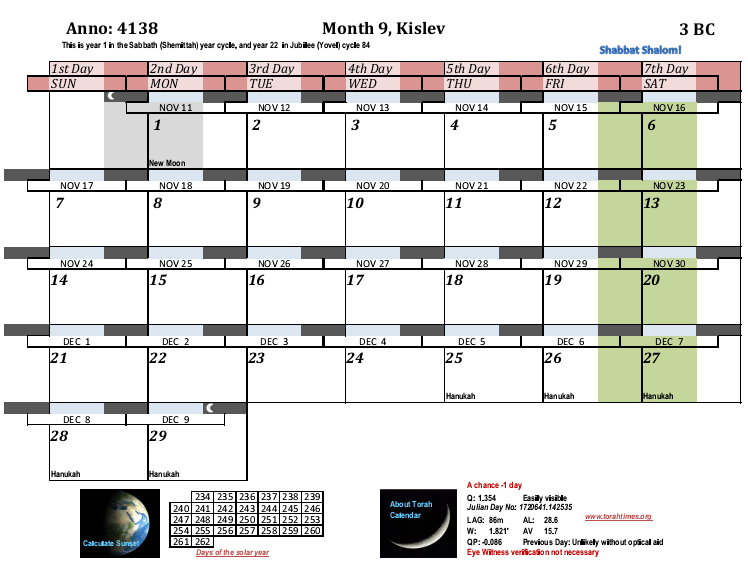 Anno: 4138 Month 9, Kislev 3 BC
This is year 1 in the Sabbath (Shemittah) year cycle, and year 22 in Jubilee (Yovel) cycle 84
Shabbat Shalom!
1st Day 2nd Day 3rd Day 4th Day 5th Day 6th Day 7th Day
SUN MON TUE WED THU FRI SAT
NOV 11 NOV 12 NOV 13 NOV 14 NOV 15 NOV 16
1 2 3 4 5 6
New Moon
NOV 17 NOV 18 NOV 19 NOV 20 NOV 21 NOV 22 NOV 23
7 8 9 10 11 12 13
NOV 24 NOV 25 NOV 26 NOV 27 NOV 28 NOV 29 NOV 30
14 15 16 17 18 19 20
DEC 1 DEC 2 DEC 3 DEC 4 DEC 5 DEC 6 DEC 7
21 22 23 24 25 26 27
Hanukah Hanukah Hanukah
DEC 8 DEC 9
28 29
Hanukah Hanukah
Calculate Sunset
234 235 236 237 238 239
240 241 242 243 244 245 246
247 248 249 250 251 252 253
254 255 256 257 258 259 260
261 262
Days of the solar year
About Torah
Calendar
A chance -1 day
Q: 1.354 Easily visible
Julian Day No: 1720641.142535
LAG: 86m AL: 28.6
www.torahtimes.org
W: 1.821' AV 15.7
QP: -0.086 Previous Day: Unlikely without optical aid
Eye Witness verification not necessary